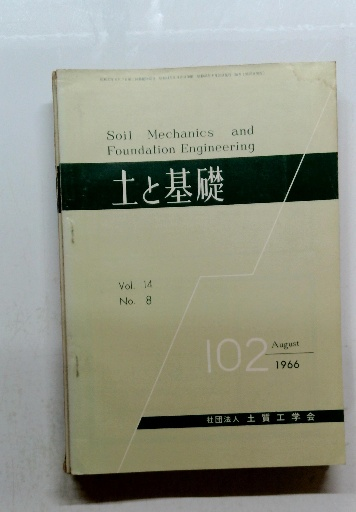 Soil Mechanics and
Foundation Engineering
土と基礎
Vol. 14
No. 8
102
August
1966
社団法人 土質工学会